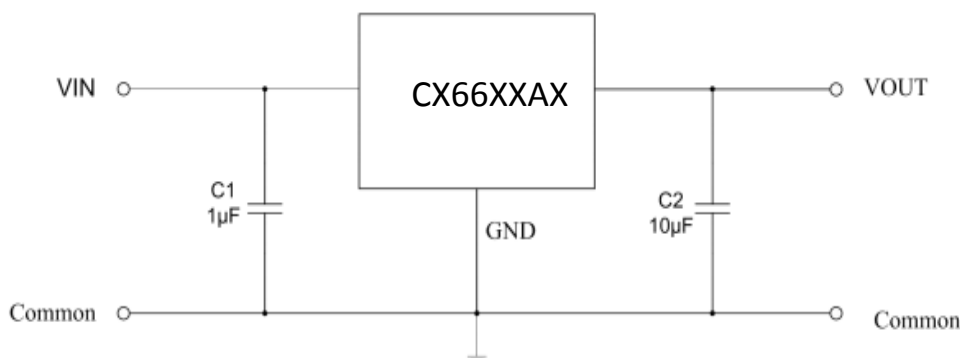 VIN
CX66XXAX
VOUT
C1
1μF
GND
C2
10μF
Common
Common